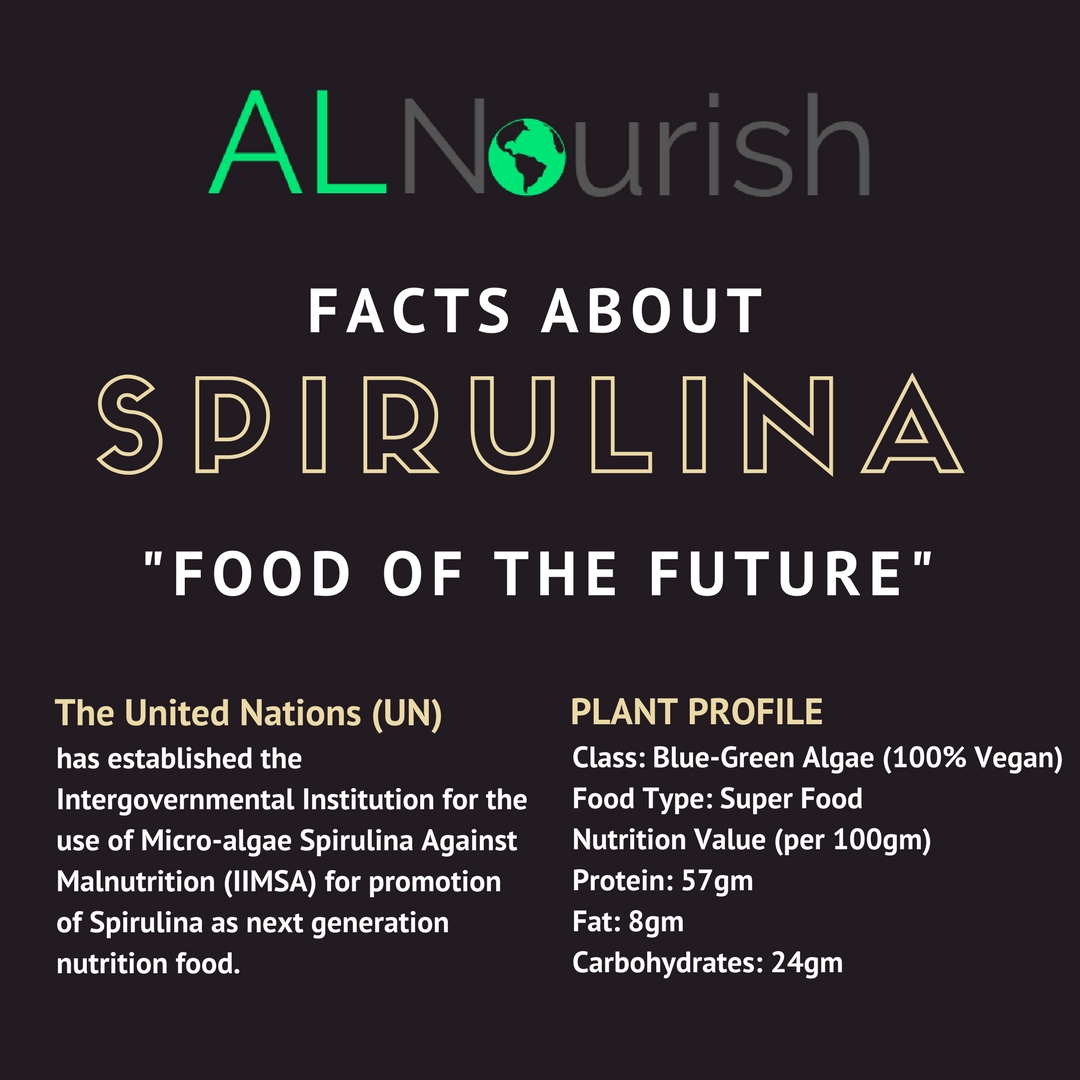 ALNourish
FACTS ABOUT
SPIRULINA
"FOOD OF THE FUTURE"
The United Nations (UN)
has established the
Intergovernmental Institution for the
use of Micro-algae Spirulina Against
Malnutrition (IIMSA) for promotion
of Spirulina as next generation
nutrition food.
PLANT PROFILE
Class: Blue-Green Algae (100% Vegan)
Food Type: Super Food
Nutrition Value (per 100gm)
Protein: 57gm
Fat: 8gm
Carbohydrates: 24gm